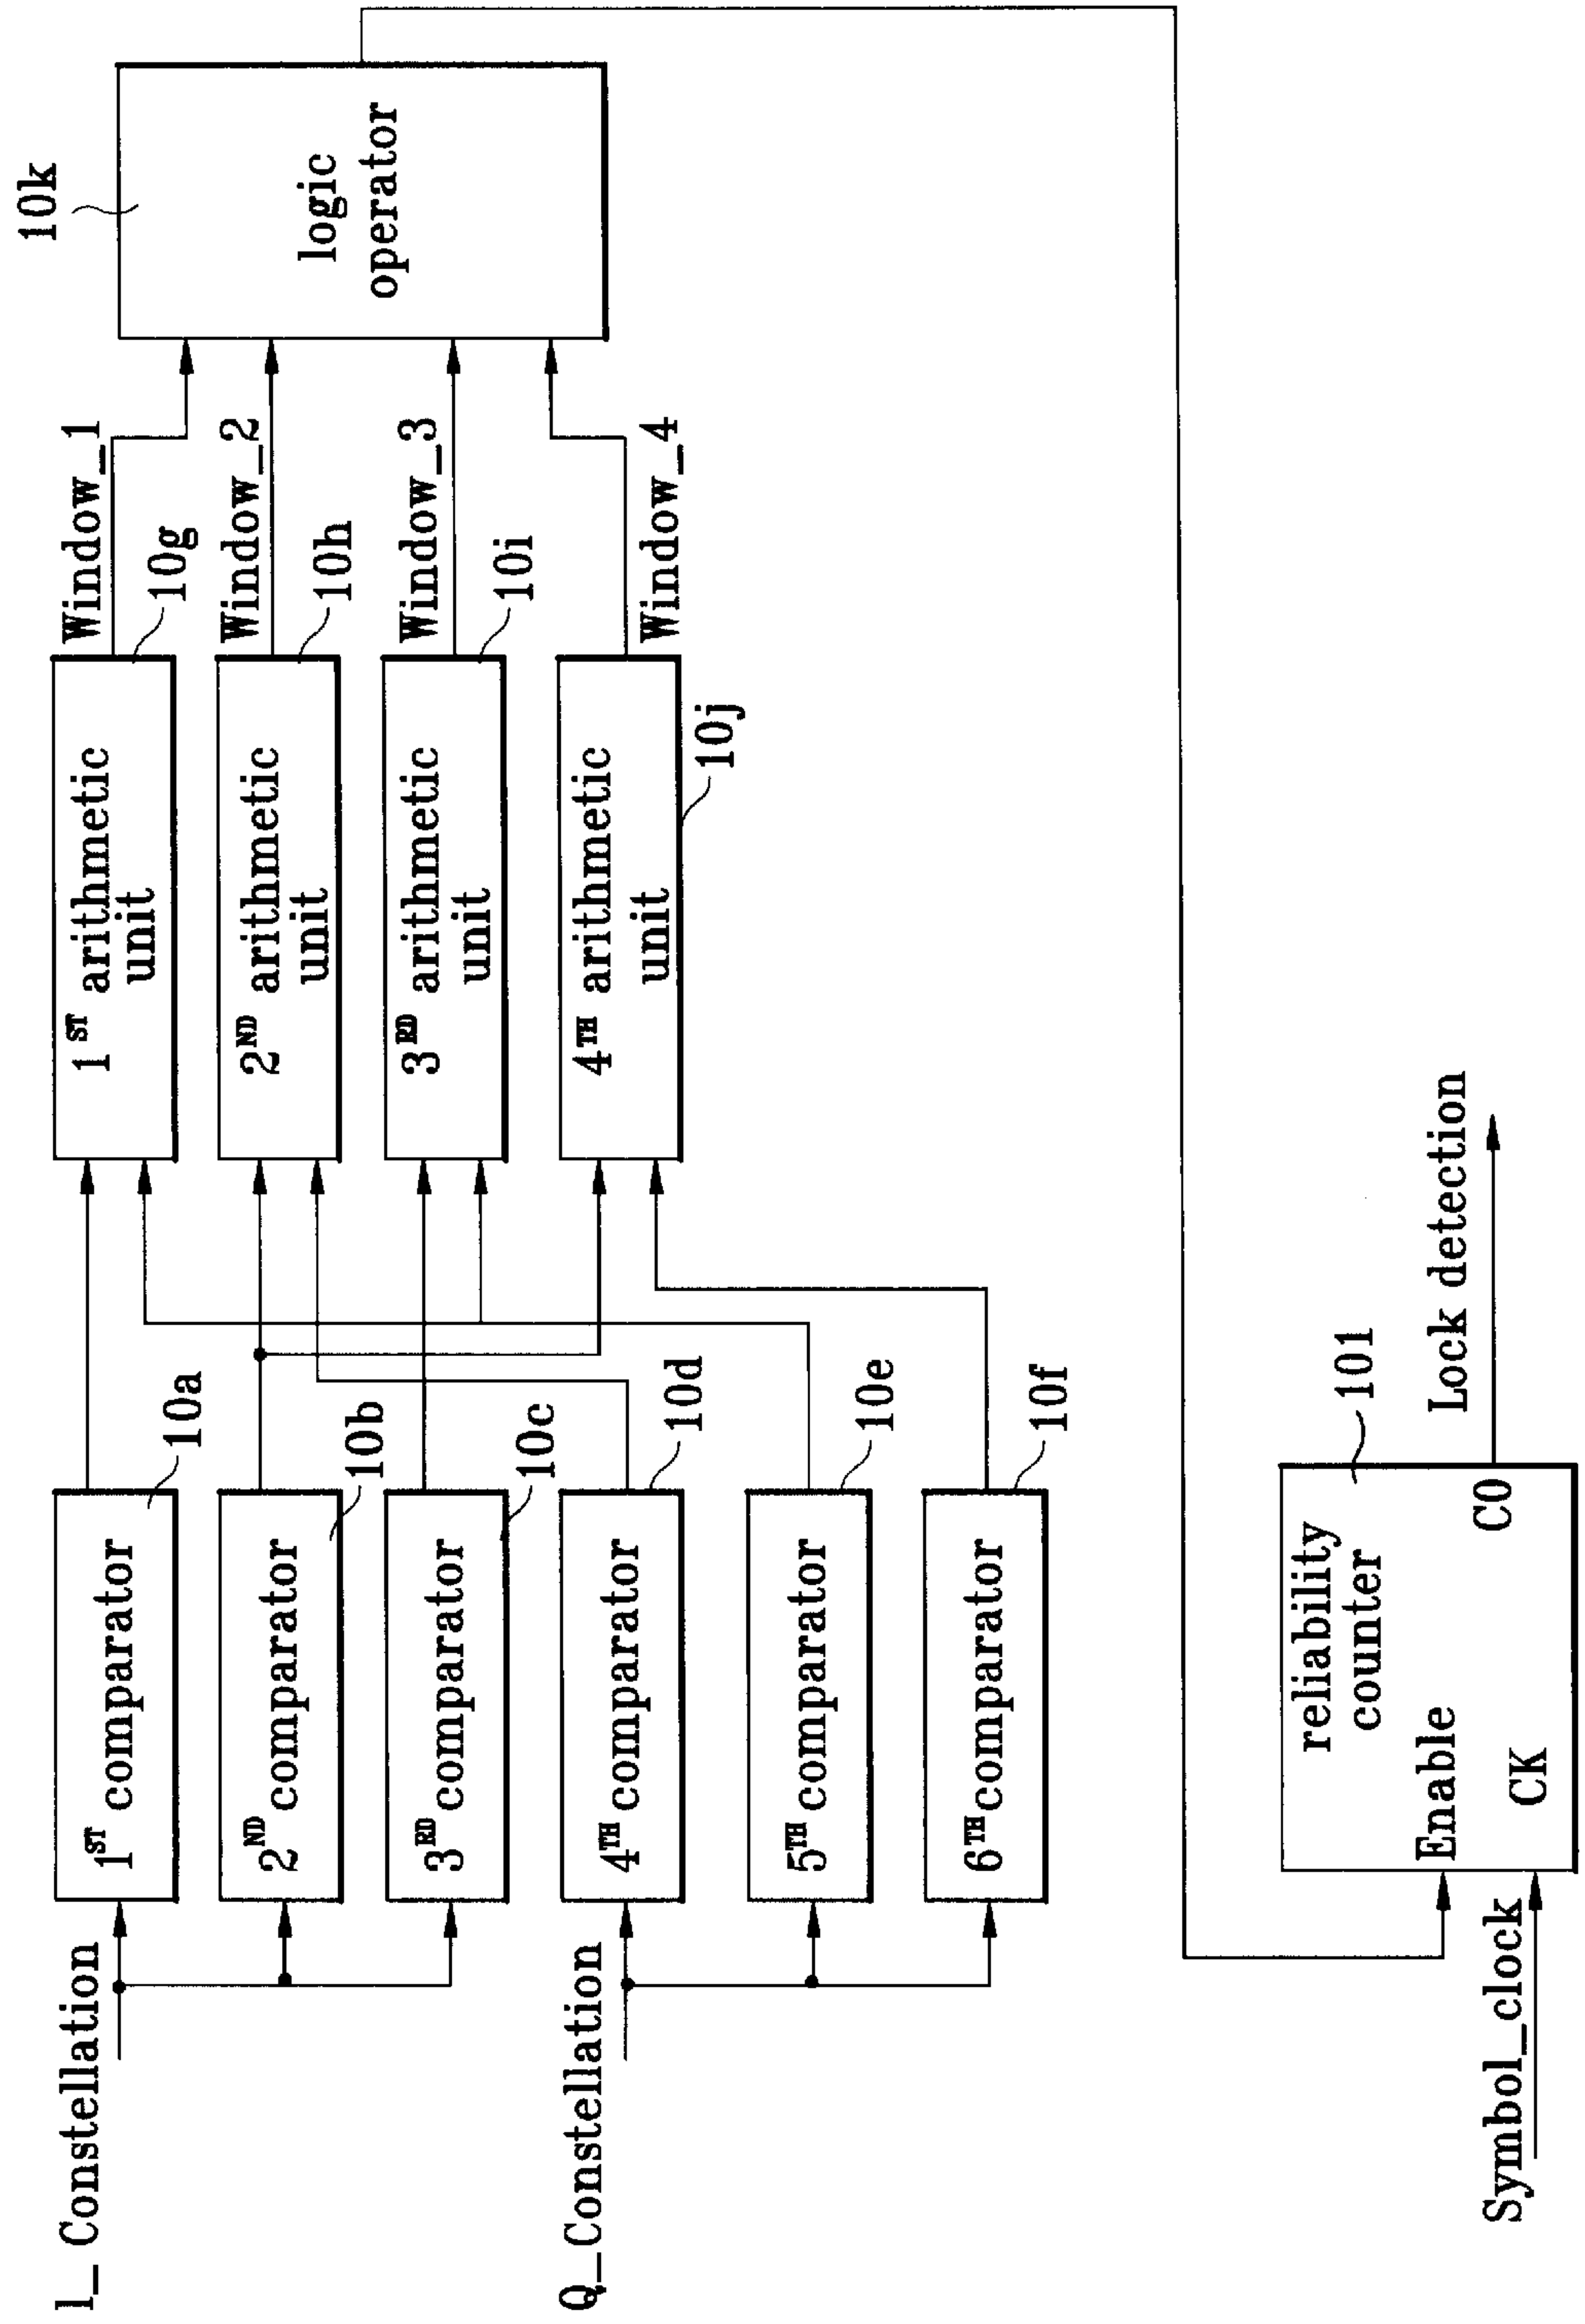 I_ Constellation
1ST comparator
10a
2ND comparator
10b
3RD comparator
10c
Q_Constellation
4TH comparator
10d
5TH comparator
10e
6TH comparator
10f
1ST arithmetic
unit
10g
Window_1
2ND arithmetic
unit
10h
Window_2
3RD arithmetic
unit
10i
Window_3
4TH arithmetic
unit
10j
Window_4
10k
logic
operator
reliability
counter
101
Enable
CK
CO
Symbol_clock
Lock detection